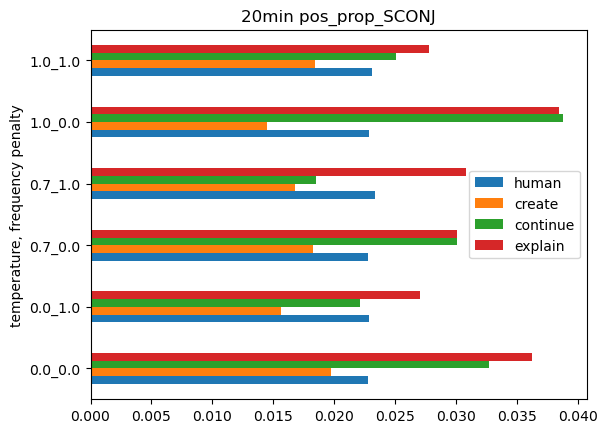 20min pos_prop_SCONJ
temperature, frequency penalty
1.0_1.0
1.0_0.0
0.7_1.0
0.7_0.0
0.0_1.0
0.0_0.0
human
create
continue
explain
0.000 0.005 0.010 0.015 0.020 0.025 0.030 0.035 0.040